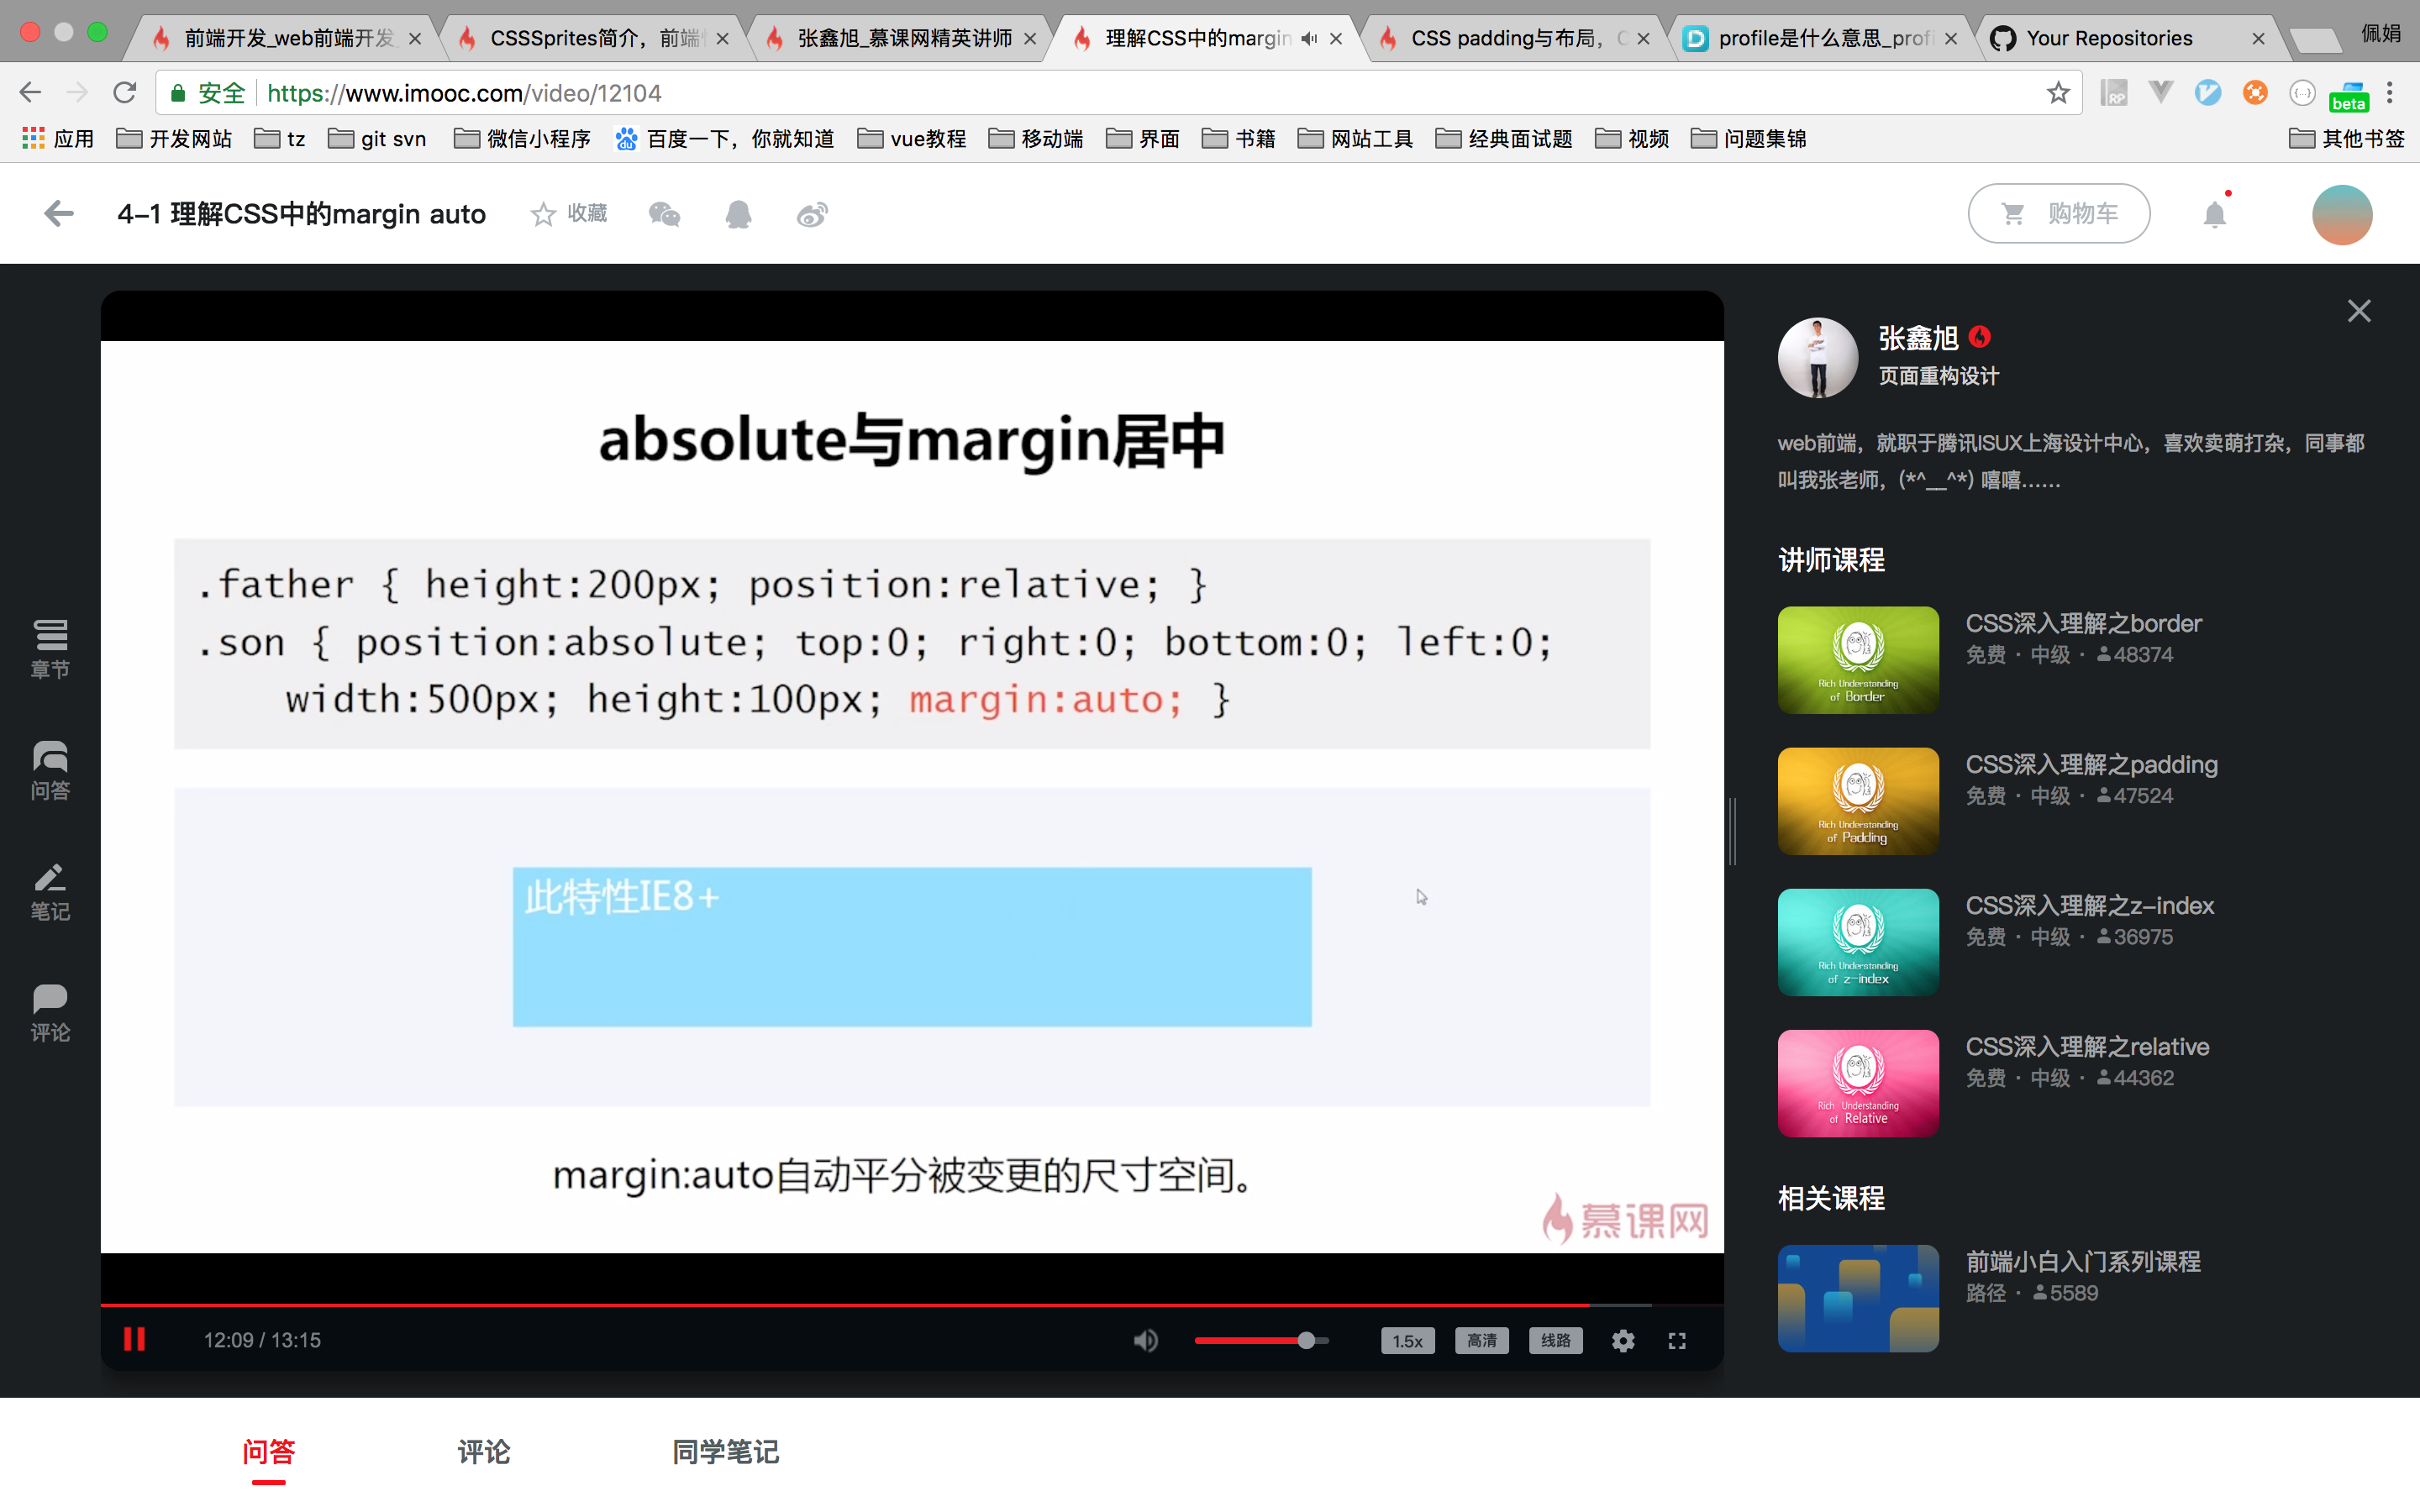 前端开发_web前端开发
CSSSprites简介，前端
张鑫旭_慕课网精英讲师
理解CSS中的margin
CSS padding与布局，C
profile是什么意思_prof
Your Repositories
佩娟
安全
https://www.imooc.com/video/12104
beta
应用
开发网站
tz
git svn
微信小程序
百度一下，你就知道
vue教程
移动端
界面
书籍
网站工具
经典面试题
视频
问题集锦
其他书签
4-1 理解CSS中的margin auto
收藏
购物车
absolute与margin居中
.father { height:200px; position:relative; }
.son { position:absolute; top:0; right:0; bottom:0; left:0;
width:500px; height:100px; margin:auto; }
此特性IE8+
margin:auto自动平分被变更的尺寸空间。
慕课网
章节
问答
笔记
评论
12:09 / 13:15
1.5x
高清
线路
张鑫旭
页面重构设计
web前端，就职于腾讯ISUX上海设计中心，喜欢卖萌打杂，同事都
叫我张老师，(*^__^*) 嘻嘻……
讲师课程
Rich Understanding
of Border
CSS深入理解之border
免费 · 中级 · 48374
Rich Understanding
of Padding
CSS深入理解之padding
免费 · 中级 · 47524
Rich Understanding
of z-index
CSS深入理解之z-index
免费 · 中级 · 36975
Rich Understanding
of Relative
CSS深入理解之relative
免费 · 中级 · 44362
相关课程
前端小白入门系列课程
路径 · 5589
问答
评论
同学笔记